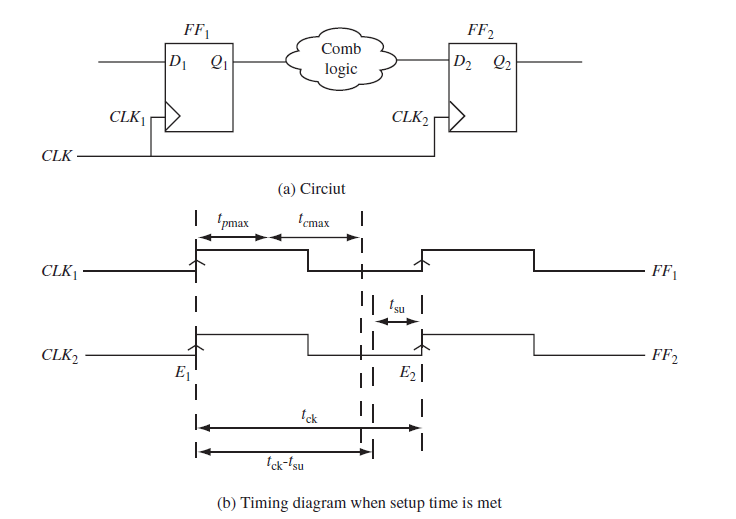 FF1 FF2
Comb
logic
D1 Q1 D2 Q2
CLK1 CLK2
CLK
(a) Circiut
tpmax tcmax
CLK1 FF1
tsu
CLK2 FF2
E1 E2
tck
tck-tsu
(b) Timing diagram when setup time is met